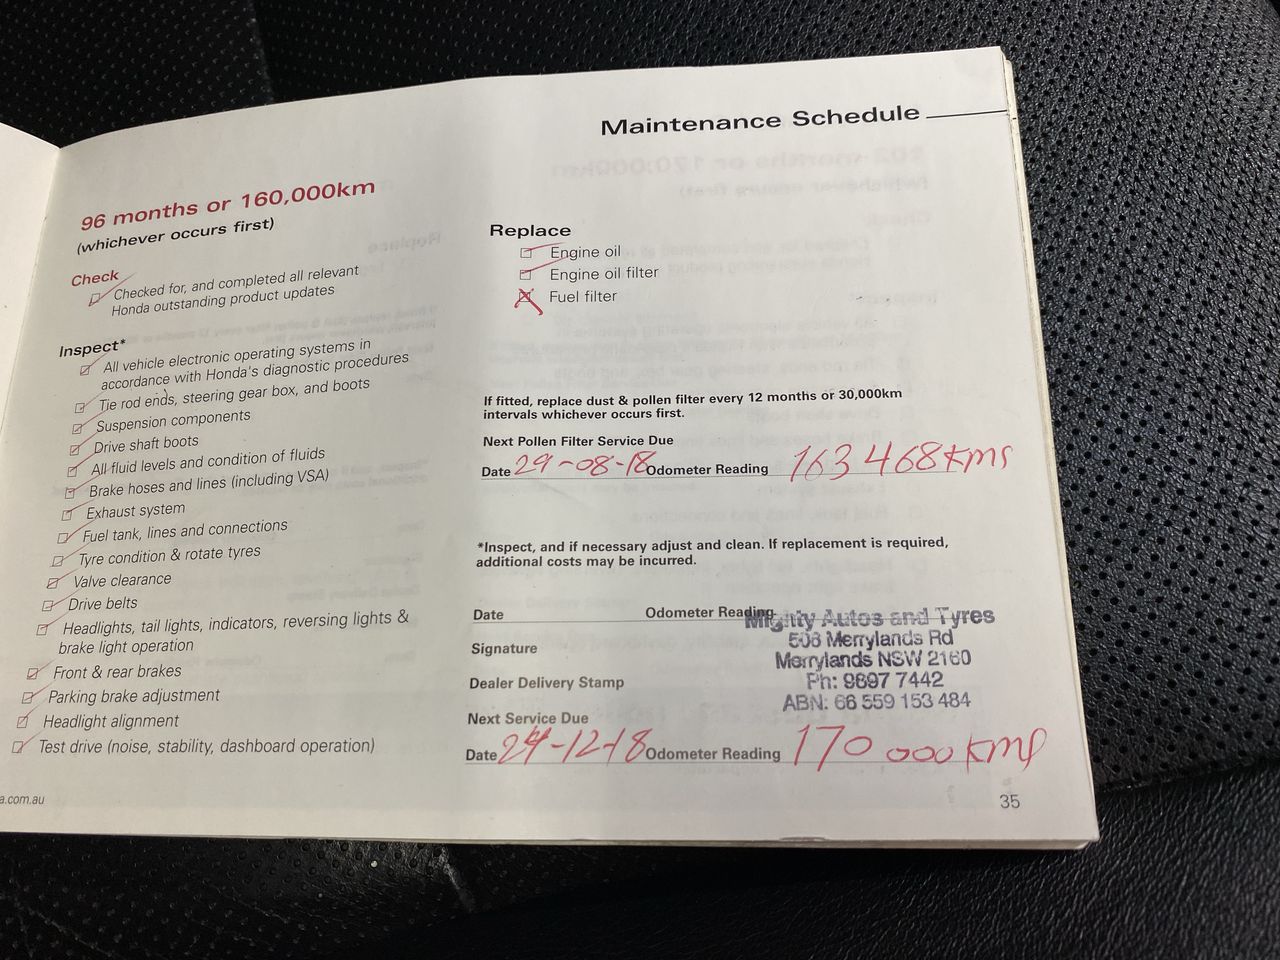 Maintenance Schedule
96 months or 160,000km
(whichever occurs first)
Check
Checked for, and completed all relevant
Honda outstanding product updates
Inspect*
All vehicle electronic operating systems in
accordance with Honda's diagnostic procedures
Tie rod ends, steering gear box, and boots
Suspension components
Drive shaft boots
All fluid levels and condition of fluids
Brake hoses and lines (including VSA)
Exhaust system
Fuel tank, lines and connections
Tyre condition & rotate tyres
Valve clearance
Drive belts
Headlights, tail lights, indicators, reversing lights &
brake light operation
Front & rear brakes
Parking brake adjustment
Headlight alignment
Test drive (noise, stability, dashboard operation)
a.com.au
Replace
Engine oil
Engine oil filter
Fuel filter
If fitted, replace dust & pollen filter every 12 months or 30,000km
intervals whichever occurs first.
Next Pollen Filter Service Due
Date 29-08-18 Odometer Reading 163 468 kms
*Inspect, and if necessary adjust and clean. If replacement is required,
additional costs may be incurred.
Date Odometer Reading
Signature
Dealer Delivery Stamp
Mighty Autos and Tyres
506 Merrylands Rd
Merrylands NSW 2160
Ph: 9897 7442
ABN: 66 559 153 484
Next Service Due
Date 24-12-18 Odometer Reading 170 000 kms
35